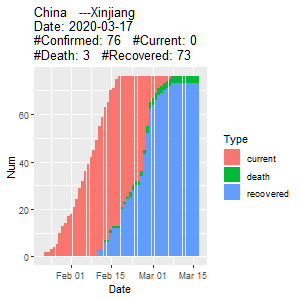 China   ---Xinjiang
Date: 2020-03-17
#Confirmed: 76   #Current: 0
#Death: 3   #Recovered: 73
Num
60
40
20
0
Feb 01
Feb 15
Mar 01
Mar 15
Date
Type
current
death
recovered